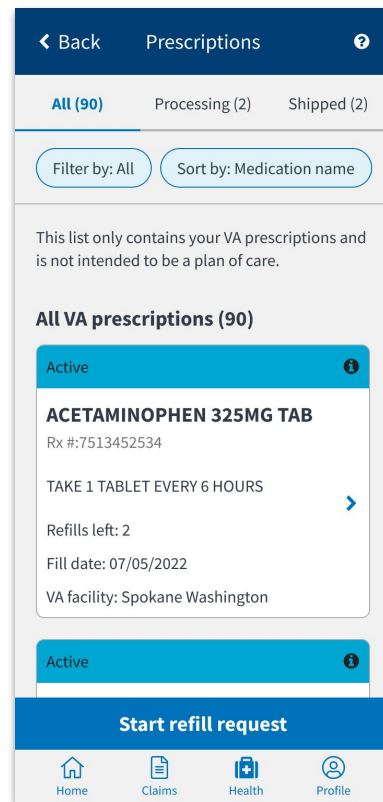 Back Prescriptions
All (90) Processing (2) Shipped (2)
Filter by: All Sort by: Medication name
This list only contains your VA prescriptions and
is not intended to be a plan of care.
All VA prescriptions (90)
Active
ACETAMINOPHEN 325MG TAB
Rx #:7513452534
TAKE 1 TABLET EVERY 6 HOURS
Refills left: 2
Fill date: 07/05/2022
VA facility: Spokane Washington
Active
Start refill request
Home Claims Health Profile